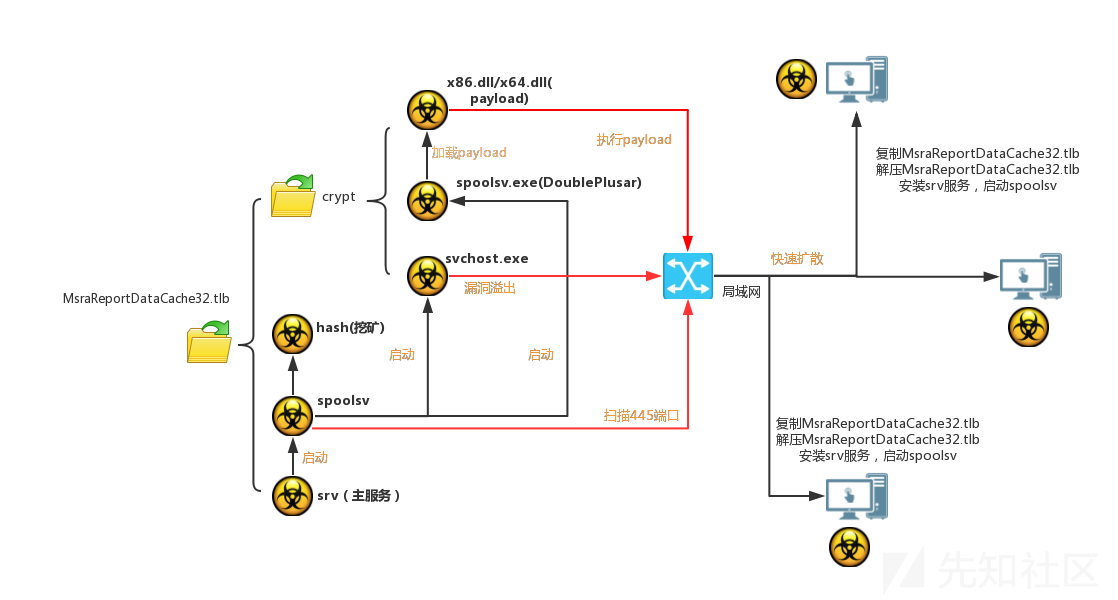 x86.dll/x64.dll(
payload)
执行payload
加载payload
spoolsv.exe(DoublePlusar)
crypt
svchost.exe
漏洞溢出
MsraReportDataCache32.tlb
hash(挖矿)
启动
启动
spoolsv
扫描445端口
启动
srv（主服务）
局域网
快速扩散
复制MsraReportDataCache32.tlb
解压MsraReportDataCache32.tlb
安装srv服务，启动spoolsv
复制MsraReportDataCache32.tlb
解压MsraReportDataCache32.tlb
安装srv服务，启动spoolsv
先知社区